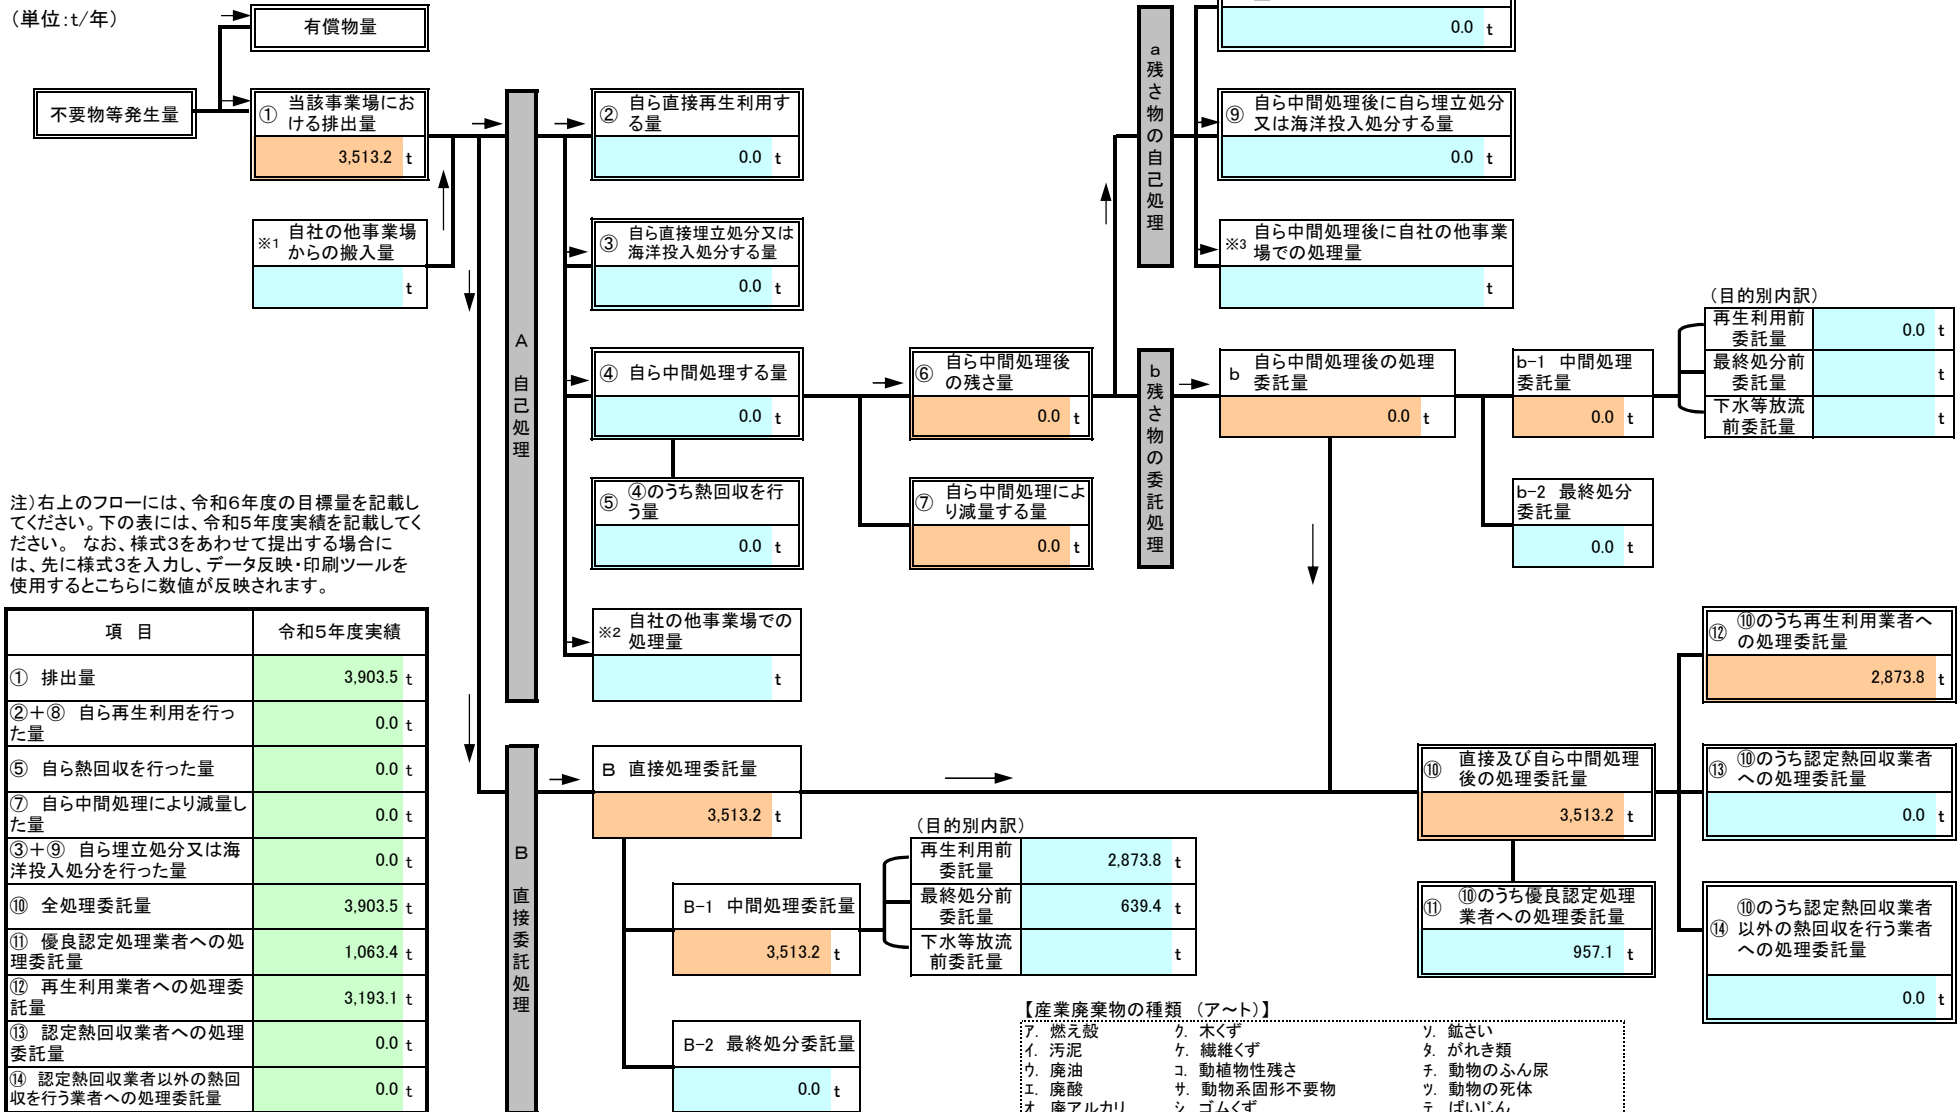 （単位：t/年）
有償物量
不要物等発生量
① 当該事業場にお
ける排出量
3,513.2 t
※1 自社の他事業場
からの搬入量
t
A 自己処理
② 自ら直接再生利用す
る量
0.0 t
③ 自ら直接埋立処分又は
海洋投入処分する量
0.0 t
④ 自ら中間処理する量
0.0 t
⑤ ④のうち熱回収を行
う量
0.0 t
※2 自社の他事業場での
処理量
t
⑥ 自ら中間処理後
の残さ量
0.0 t
⑦ 自ら中間処理によ
り減量する量
0.0 t
a 残さ物の自己処理
0.0 t
⑨ 自ら中間処理後に自ら埋立処分
又は海洋投入処分する量
0.0 t
※3 自ら中間処理後に自社の他事業
場での処理量
t
b 残さ物の委託処理
b 自ら中間処理後の処理
委託量
0.0 t
b-1 中間処理
委託量
0.0 t
（目的別内訳）
再生利用前
委託量
0.0 t
最終処分前
委託量
t
下水等放流
前委託量
t
b-2 最終処分
委託量
0.0 t
注）右上のフローには、令和6年度の目標量を記載し
てください。下の表には、令和5年度実績を記載してく
ださい。 なお、様式3をあわせて提出する場合に
は、先に様式3を入力し、データ反映・印刷ツールを
使用するとこちらに数値が反映されます。
項 目 令和5年度実績
① 排出量 3,903.5 t
②＋⑧ 自ら再生利用を行っ
た量 0.0 t
⑤ 自ら熱回収を行った量 0.0 t
⑦ 自ら中間処理により減量し
た量 0.0 t
③＋⑨ 自ら埋立処分又は海
洋投入処分を行った量 0.0 t
⑩ 全処理委託量 3,903.5 t
⑪ 優良認定処理業者への処
理委託量 1,063.4 t
⑫ 再生利用業者への処理委
託量 3,193.1 t
⑬ 認定熱回収業者への処理
委託量 0.0 t
⑭ 認定熱回収業者以外の熱回
収を行う業者への処理委託量 0.0 t
B 直接委託処理
B 直接処理委託量
3,513.2 t
B-1 中間処理委託量
3,513.2 t
（目的別内訳）
再生利用前
委託量
2,873.8 t
最終処分前
委託量
639.4 t
下水等放流
前委託量
t
B-2 最終処分委託量
0.0 t
⑩ 直接及び自ら中間処理
後の処理委託量
3,513.2 t
⑪ ⑩のうち優良認定処理
業者への処理委託量
957.1 t
⑫ ⑩のうち再生利用業者へ
の処理委託量
2,873.8 t
⑬ ⑩のうち認定熱回収業者
への処理委託量
0.0 t
⑭ ⑩のうち認定熱回収業者
以外の熱回収を行う業者
への処理委託量
0.0 t
【産業廃棄物の種類 （ア～ト）】
ア. 燃え殻 ク. 木くず ソ. 鉱さい
イ. 汚泥 ケ. 繊維くず タ. がれき類
ウ. 廃油 コ. 動植物性残さ チ. 動物のふん尿
エ. 廃酸 サ. 動物系固形不要物 ツ. 動物の死体
オ. 廃アルカリ シ. ゴムくず テ. ばいじん